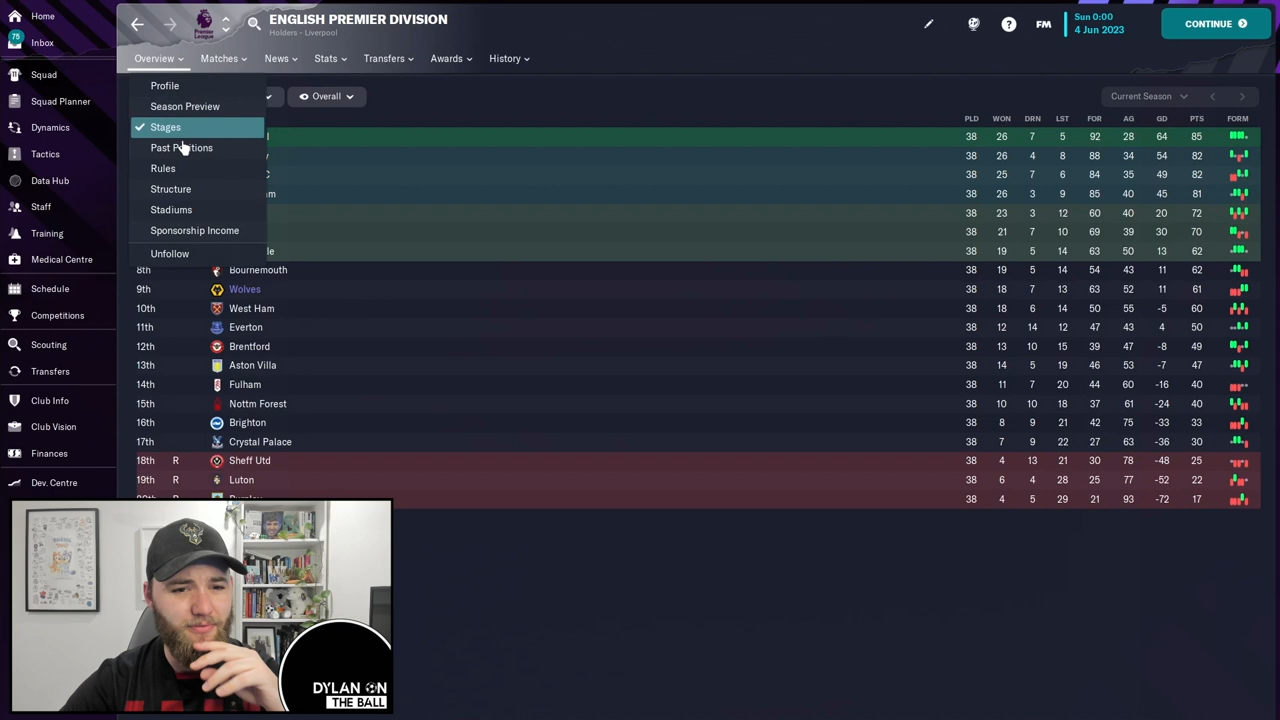 Home
75
Inbox
Squad
Squad Planner
Dynamics
Tactics
Data Hub
Staff
Training
Medical Centre
Schedule
Competitions
Scouting
Transfers
Club Info
Club Vision
Finances
Dev. Centre
Premier League
ENGLISH PREMIER DIVISION
Holders - Liverpool
?
FM
Sun 0:00
4 Jun 2023
CONTINUE
Overview
Matches
News
Stats
Transfers
Awards
History
Profile
Season Preview
Stages
Past Positions
Rules
Structure
Stadiums
Sponsorship Income
Unfollow
Overall
Current Season
PLD WON DRN LST FOR AG GD PTS FORM
38 26 7 5 92 28 64 85
38 26 4 8 88 34 54 82
38 25 7 6 84 35 49 82
38 26 3 9 85 40 45 81
38 23 3 12 60 40 20 72
38 21 7 10 69 39 30 70
38 19 5 14 63 50 13 62
8th Bournemouth 38 19 5 14 54 43 11 62
9th Wolves 38 18 7 13 63 52 11 61
10th West Ham 38 18 6 14 50 55 -5 60
11th Everton 38 12 14 12 47 43 4 50
12th Brentford 38 13 10 15 39 47 -8 49
13th Aston Villa 38 14 5 19 46 53 -7 47
14th Fulham 38 11 7 20 44 60 -16 40
15th Nottm Forest 38 10 10 18 37 61 -24 40
16th Brighton 38 8 9 21 42 75 -33 33
17th Crystal Palace 38 7 9 22 27 63 -36 30
18th R Sheff Utd 38 4 13 21 30 78 -48 25
19th R Luton 38 6 4 28 25 77 -52 22
20th R Burnley 38 4 5 29 21 93 -72 17
DYLAN ON
THE BALL